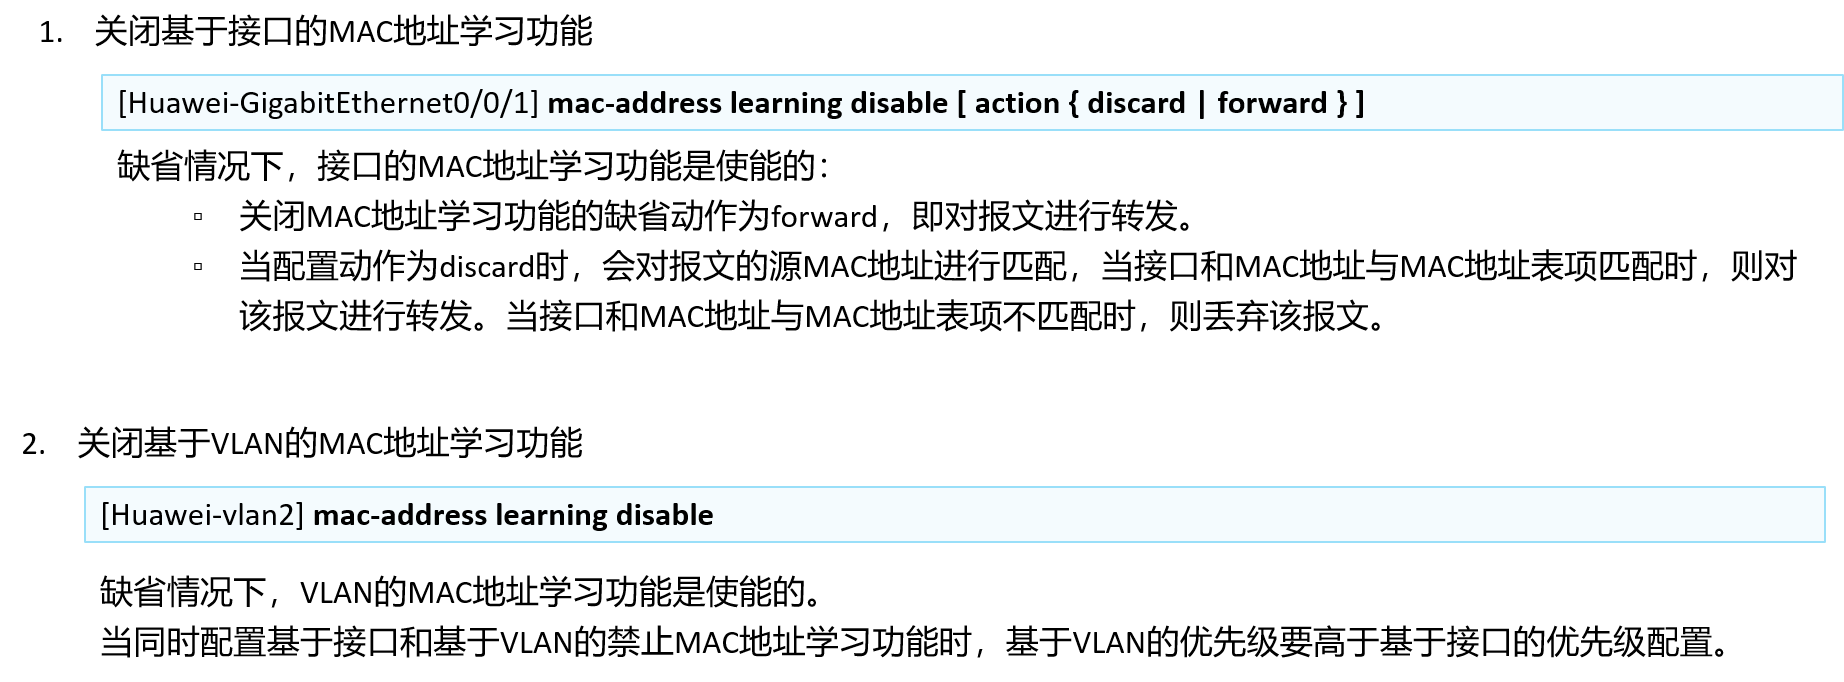 1. 关闭基于接口的MAC地址学习功能
[Huawei-GigabitEthernet0/0/1] mac-address learning disable [ action { discard | forward } ]
缺省情况下，接口的MAC地址学习功能是使能的：
▫ 关闭MAC地址学习功能的缺省动作为forward，即对报文进行转发。
▫ 当配置动作为discard时，会对报文的源MAC地址进行匹配，当接口和MAC地址与MAC地址表项匹配时，则对
该报文进行转发。当接口和MAC地址与MAC地址表项不匹配时，则丢弃该报文。
2. 关闭基于VLAN的MAC地址学习功能
[Huawei-vlan2] mac-address learning disable
缺省情况下，VLAN的MAC地址学习功能是使能的。
当同时配置基于接口和基于VLAN的禁止MAC地址学习功能时，基于VLAN的优先级要高于基于接口的优先级配置。